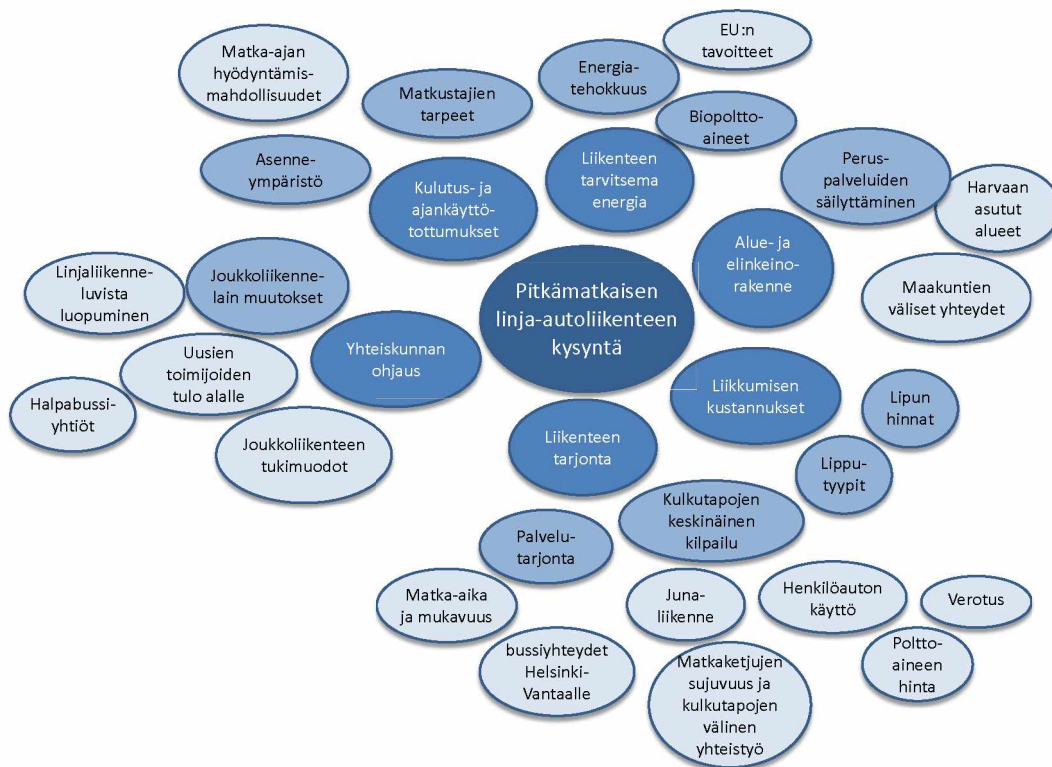 EU:n
tavoitteet
Matka-ajan
hyödyntämis-
mahdollisuudet
Energia-
tehokkuus
Matkustajien
tarpeet
Biopoltto-
aineet
Asenne-
ympäristö
Liikenteen
tarvitsema
energia
Perus-
palveluiden
säilyttäminen
Kulutus- ja
ajankäyttö-
tottumukset
Harvaan
asutut
alueet
Alue- ja
elinkeino-
rakenne
Linjaliikenne-
luvista
luopuminen
Joukkoliikenne-
lain muutokset
Pitkämatkaisen
linja-autoliikenteen
kysyntä
Maakuntien
väliset yhteydet
Uusien
toimijoiden
tulo alalle
Yhteiskunnan
ohjaus
Liikkumisen
kustannukset
Lipun
hinnat
Halpabussi-
yhtiöt
Joukkoliikenteen
tukimuodot
Liikenteen
tarjonta
Lippu-
tyypit
Kulkutapojen
keskinäinen
kilpailu
Palvelu-
tarjonta
Matka-aika
ja mukavuus
Juna-
liikenne
Henkilöauton
käyttö
Verotus
bussiyhteydet
Helsinki-
Vantaalle
Matkaketjujen
sujuvuus ja
kulkutapojen
välinen
yhteistyö
Poltto-
aineen
hinta